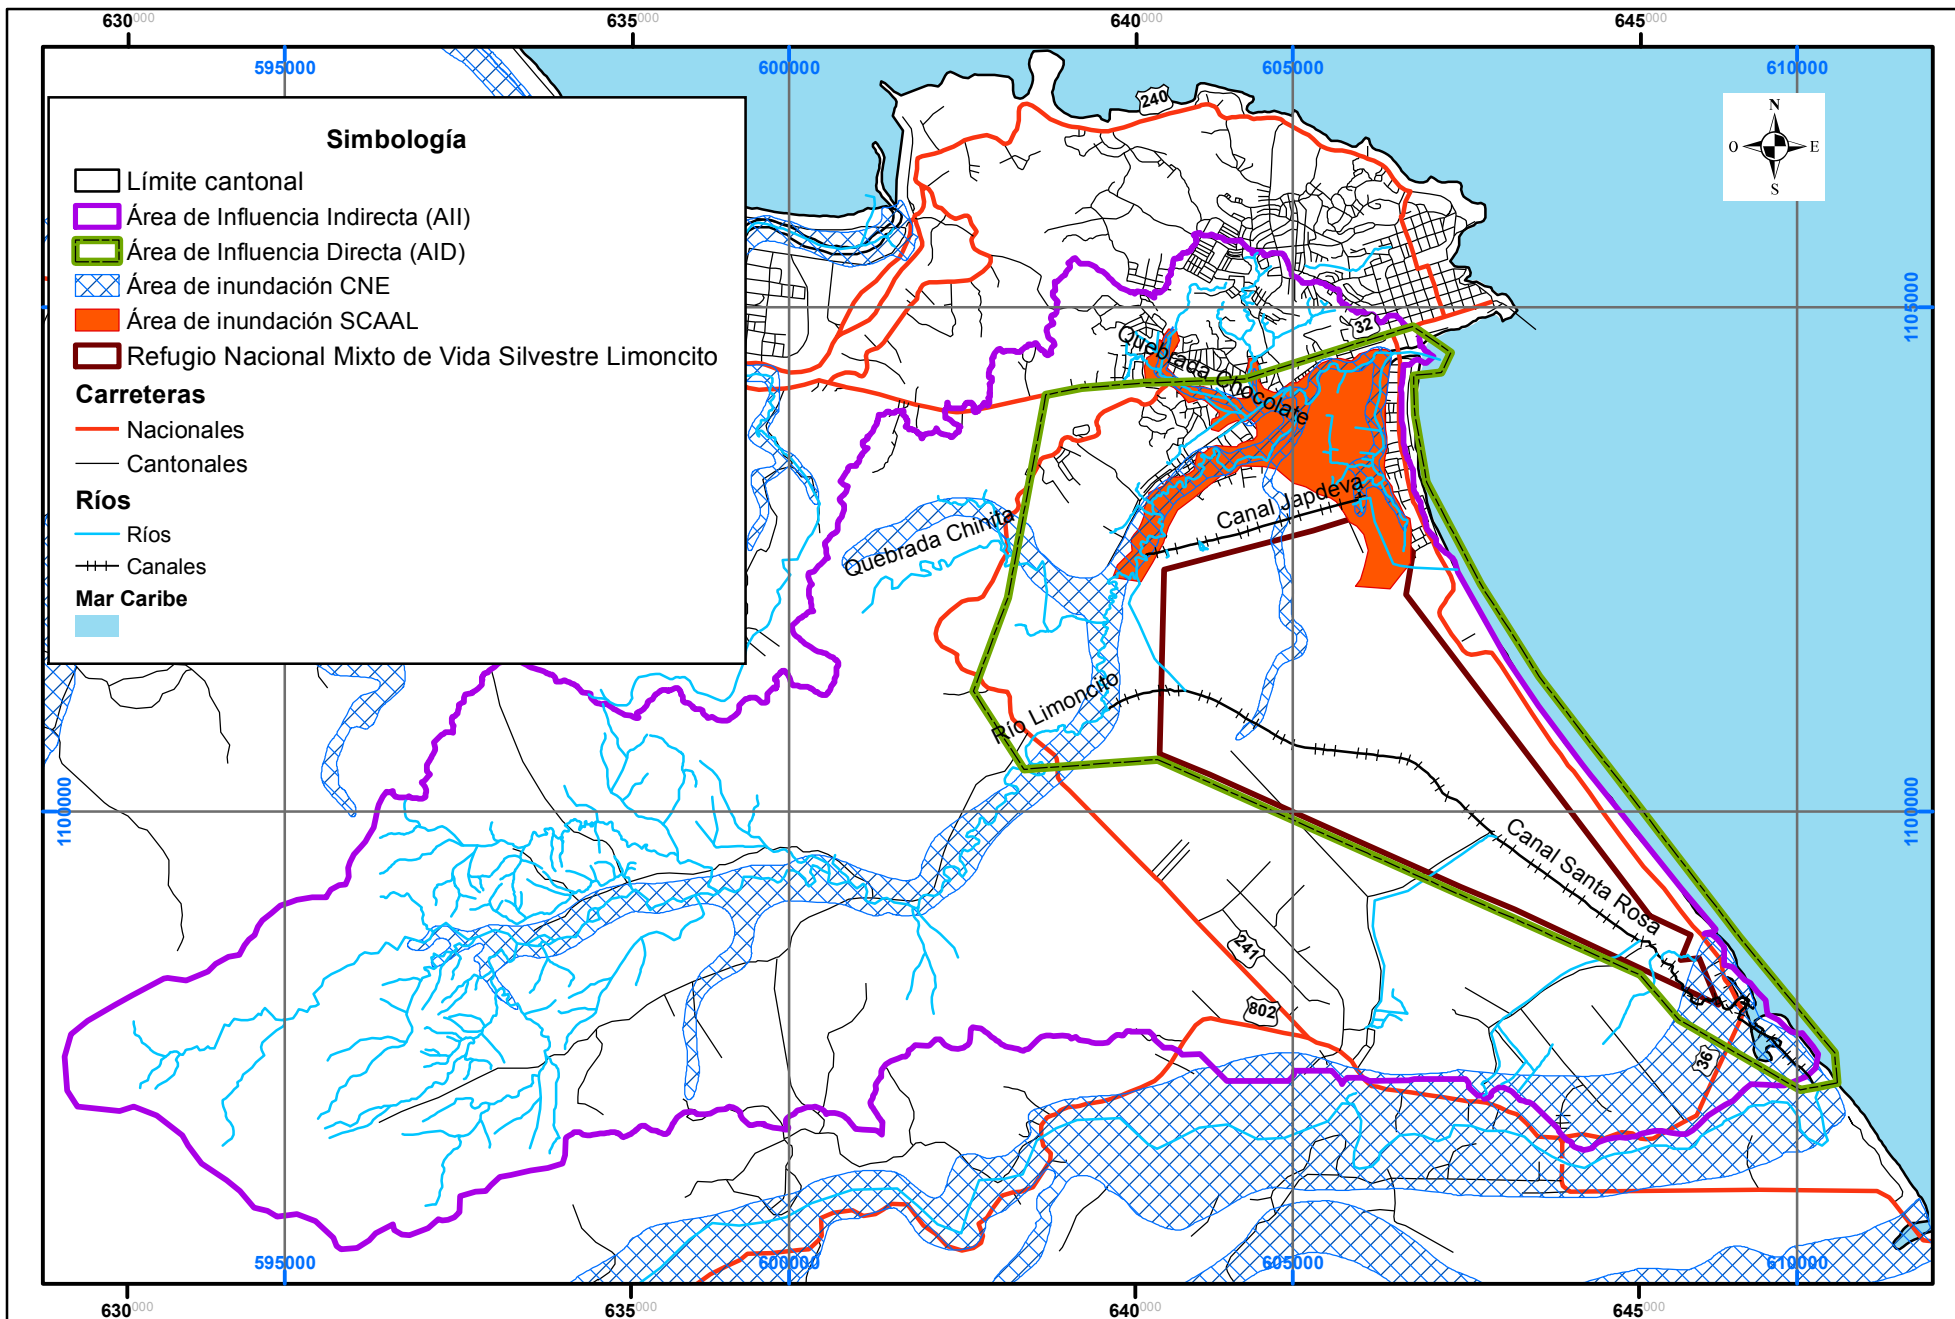 630000 635000 640000 645000
595000 600000 605000 610000
240
N
O E
S
Simbología
Límite cantonal
Área de Influencia Indirecta (AII)
Área de Influencia Directa (AID)
Área de inundación CNE
Área de inundación SCAAL
Refugio Nacional Mixto de Vida Silvestre Limoncito
Carreteras
Nacionales
Cantonales
Ríos
Ríos
Canales
Mar Caribe
1105000
1105000
32
Quebrada Chocolate
Canal Japdeva
Quebrada Chinita
Río Limoncito
1100000
1100000
Canal Santa Rosa
241
802
36
595000 600000 605000 610000
630000 635000 640000 645000